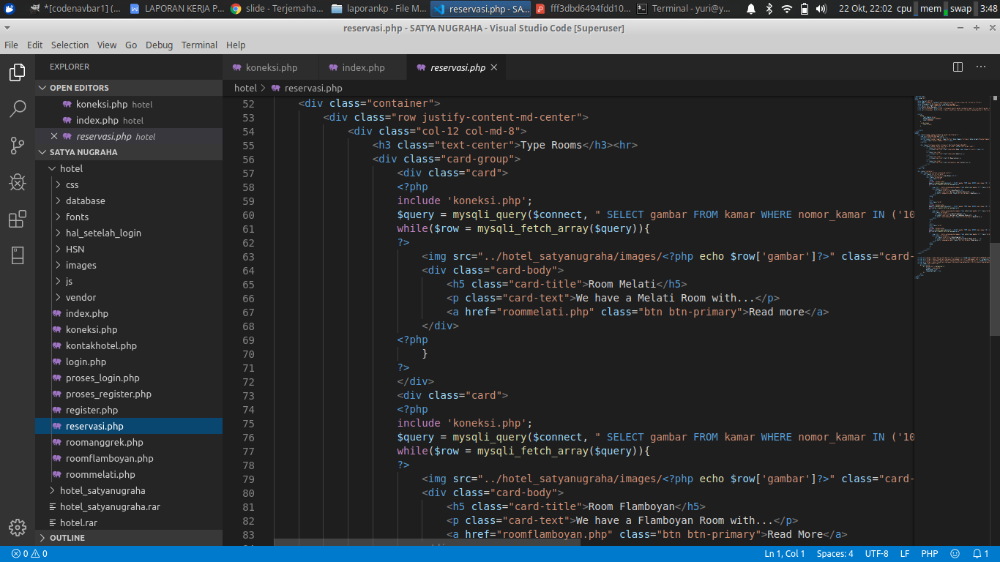 *[codenavbar1] (... LAPORAN KERJA P... slide - Terjemaha... laporankp - File M... reservasi.php - SA... fff3dbd6494fdd10... Terminal - yuri@y... 22 Okt, 22:02 cpu mem swap 3:48
reservasi.php - SATYA NUGRAHA - Visual Studio Code [Superuser]
File Edit Selection View Go Debug Terminal Help
EXPLORER
OPEN EDITORS
koneksi.php hotel
index.php hotel
reservasi.php hotel
SATYA NUGRAHA
hotel
css
database
fonts
hal_setelah_login
HSN
images
js
vendor
index.php
koneksi.php
kontakhotel.php
login.php
proses_login.php
proses_register.php
register.php
reservasi.php
roomanggrek.php
roomflamboyan.php
roommelati.php
hotel_satyanugraha
hotel_satyanugraha.rar
hotel.rar
OUTLINE
koneksi.php index.php reservasi.php
hotel > reservasi.php
52 <div class="container">
53 <div class="row justify-content-md-center">
54 <div class="col-12 col-md-8">
55 <h3 class="text-center">Type Rooms</h3><hr>
56 <div class="card-group">
57 <div class="card">
58 <?php
59 include 'koneksi.php';
60 $query = mysqli_query($connect, " SELECT gambar FROM kamar WHERE nomor_kamar IN ('10
61 while($row = mysqli_fetch_array($query)){
62 ?>
63 <img src="../hotel_satyanugraha/images/<?php echo $row['gambar']?>" class="card-
64 <div class="card-body">
65 <h5 class="card-title">Room Melati</h5>
66 <p class="card-text">We have a Melati Room with...</p>
67 <a href="roommelati.php" class="btn btn-primary">Read more</a>
68 </div>
69 <?php
70 }
71 ?>
72 </div>
73 <div class="card">
74 <?php
75 include 'koneksi.php';
76 $query = mysqli_query($connect, " SELECT gambar FROM kamar WHERE nomor_kamar IN ('10
77 while($row = mysqli_fetch_array($query)){
78 ?>
79 <img src="../hotel_satyanugraha/images/<?php echo $row['gambar']?>" class="card-
80 <div class="card-body">
81 <h5 class="card-title">Room Flamboyan</h5>
82 <p class="card-text">We have a Flamboyan Room with...</p>
83 <a href="roomflamboyan.php" class="btn btn-primary">Read More</a>
0 0 Ln 1, Col 1 Spaces: 4 UTF-8 LF PHP 1